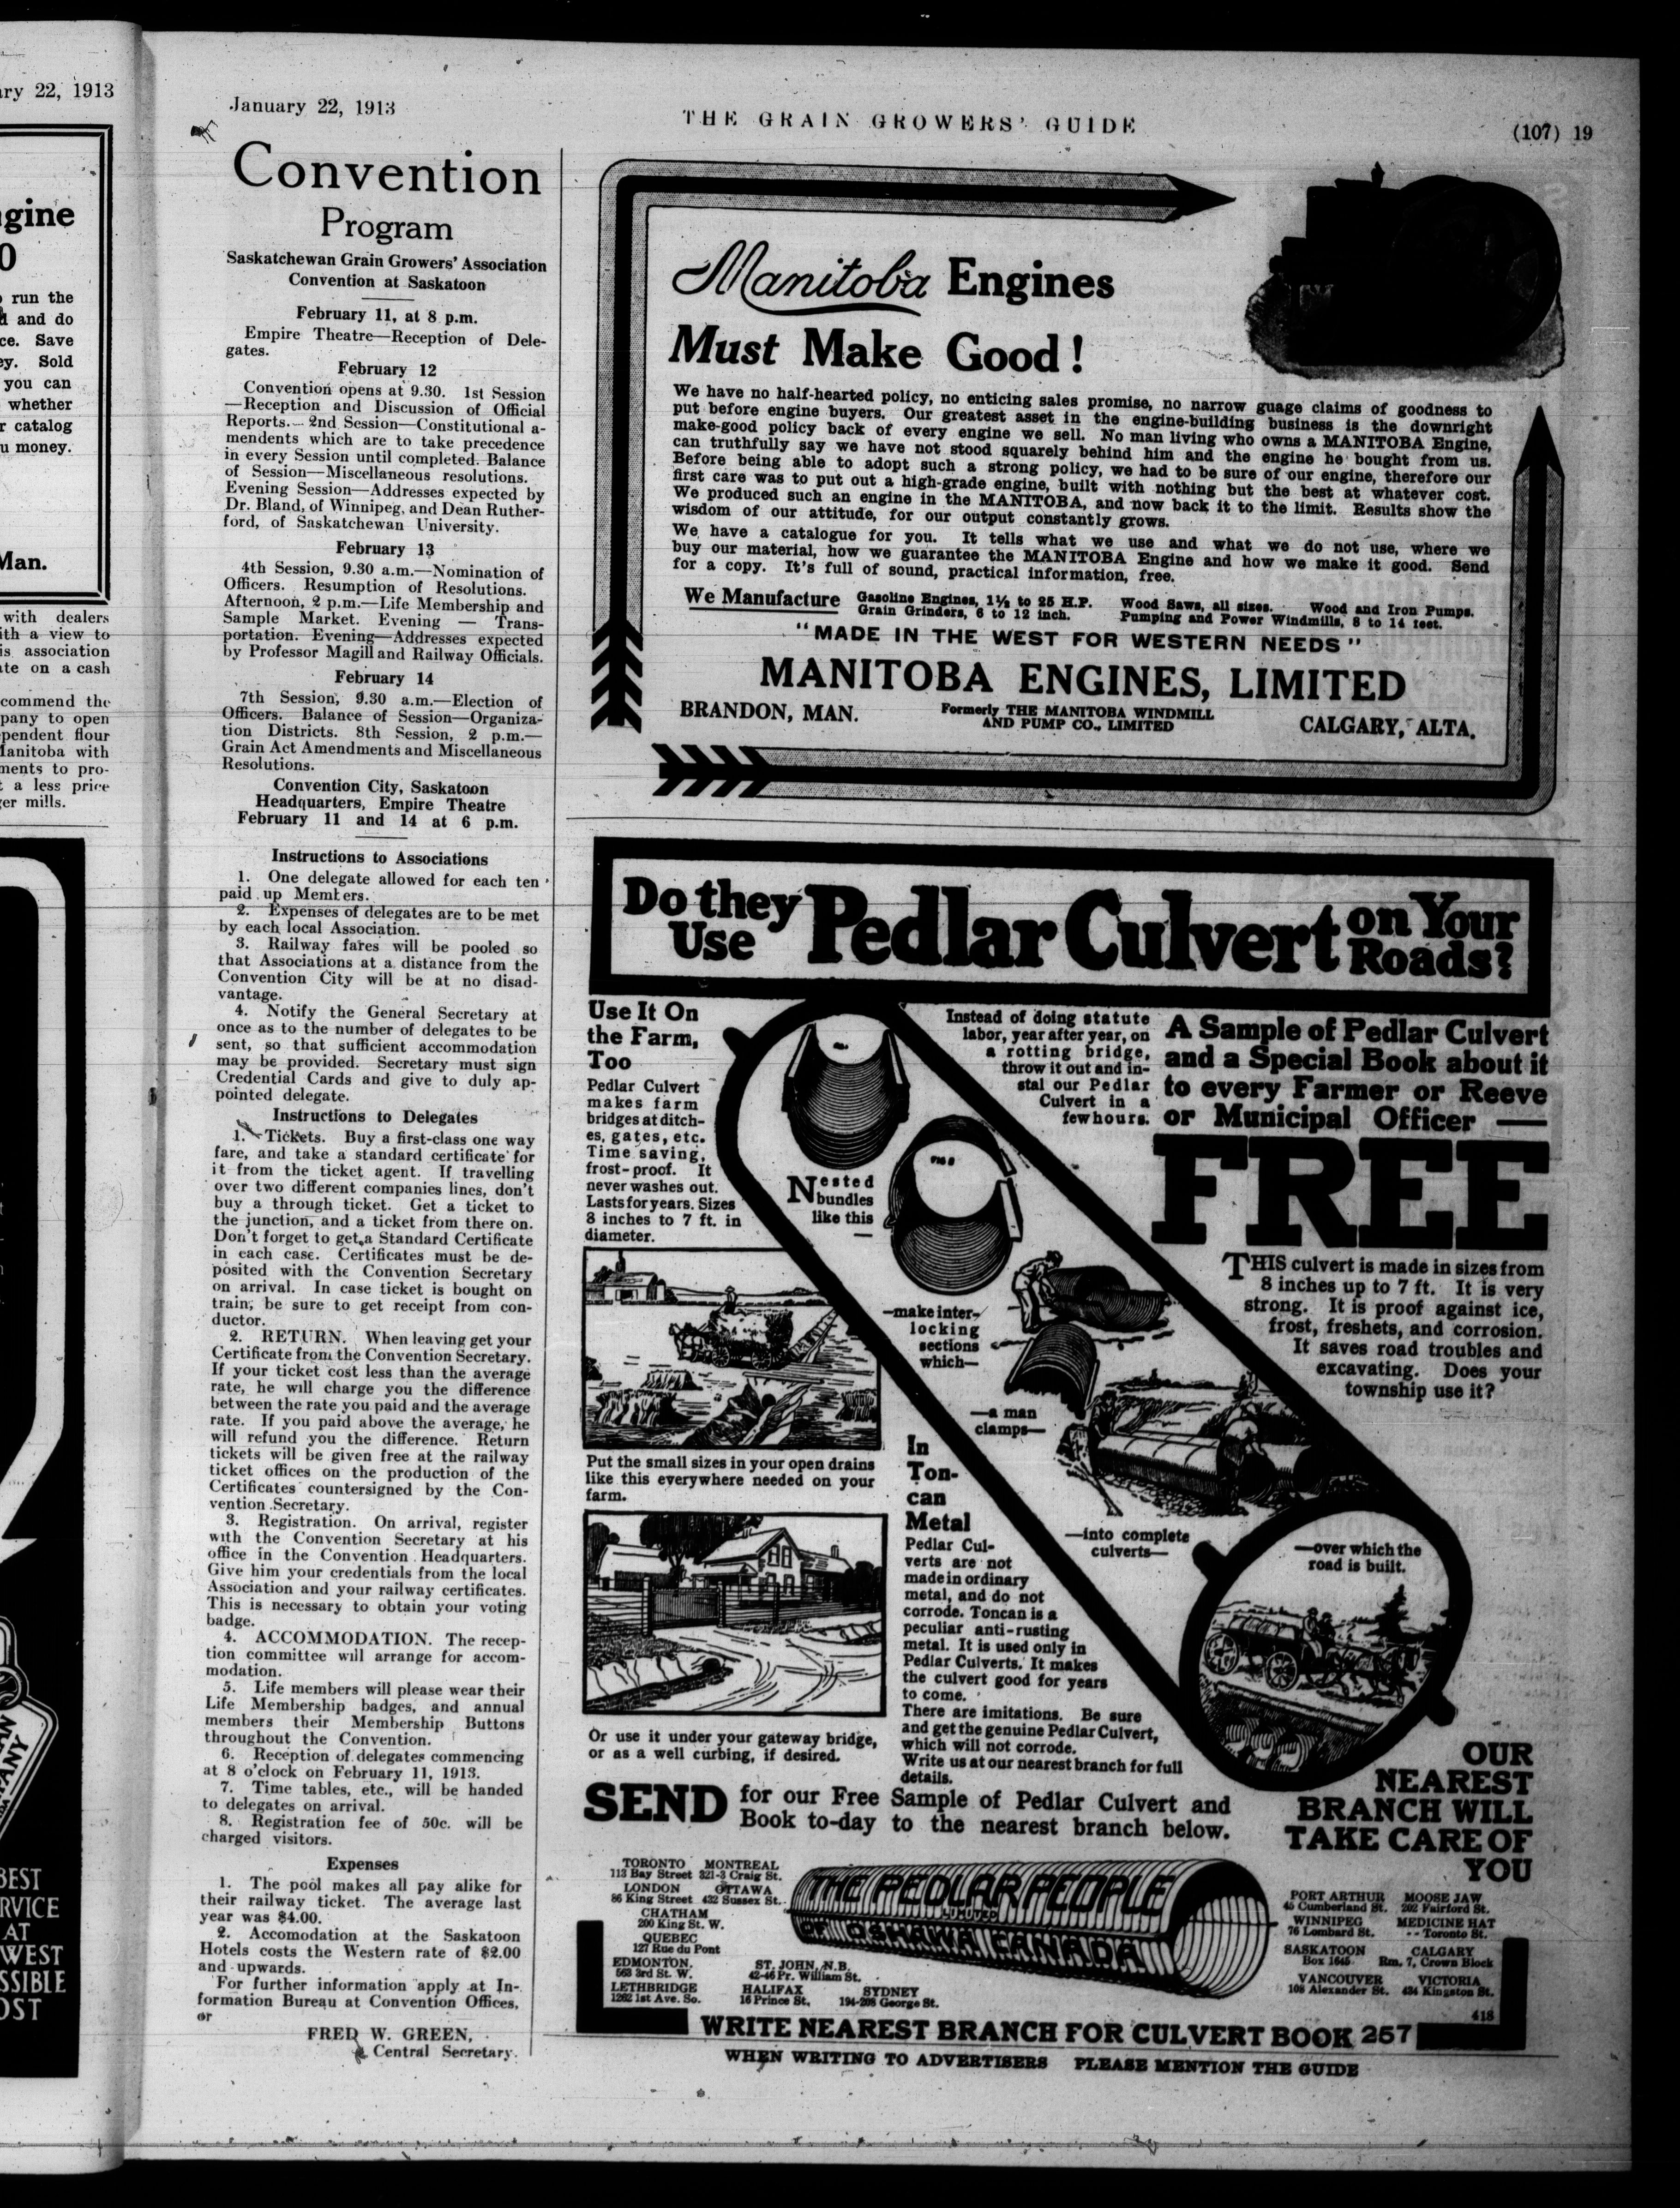 ary 22, 1913
gine
0
run the
and do
ce. Save
ey. Sold
you can
whether
r catalog
u money.
Man.
with dealers
ith a view to
is association
ate on a cash
commend the
pany to open
pendent flour
Manitoba with
ments to pro-
t a less price
er mills.
BEST
RVICE
AT
WEST
SSIBLE
OST
January 22, 1913
THE GRAIN GROWERS' GUIDE
(107) 19
Convention
Program
Saskatchewan Grain Growers' Association
Convention at Saskatoon
February 11, at 8 p.m.
Empire Theatre—Reception of Dele-
gates.
February 12
Convention opens at 9.30. 1st Session
—Reception and Discussion of Official
Reports.—2nd Session—Constitutional a-
mendents which are to take precedence
in every Session until completed. Balance
of Session—Miscellaneous resolutions.
Evening Session—Addresses expected by
Dr. Bland, of Winnipeg, and Dean Ruther-
ford, of Saskatchewan University.
February 13
4th Session, 9.30 a.m.—Nomination of
Officers. Resumption of Resolutions.
Afternoon, 2 p.m.—Life Membership and
Sample Market. Evening — Trans-
portation. Evening—Addresses expected
by Professor Magill and Railway Officials.
February 14
7th Session, 9.30 a.m.—Election of
Officers. Balance of Session—Organiza-
tion Districts. 8th Session, 2 p.m.—
Grain Act Amendments and Miscellaneous
Resolutions.
Convention City, Saskatoon
Headquarters, Empire Theatre
February 11 and 14 at 6 p.m.
Instructions to Associations
1. One delegate allowed for each ten
paid up Members.
2. Expenses of delegates are to be met
by each local Association.
3. Railway fares will be pooled so
that Associations at a distance from the
Convention City will be at no disad-
vantage.
4. Notify the General Secretary at
once as to the number of delegates to be
sent, so that sufficient accommodation
may be provided. Secretary must sign
Credential Cards and give to duly ap-
pointed delegate.
Instructions to Delegates
1. Tickets. Buy a first-class one way
fare, and take a standard certificate for
it from the ticket agent. If travelling
over two different companies lines, don't
buy a through ticket. Get a ticket to
the junction, and a ticket from there on.
Don't forget to get a Standard Certificate
in each case. Certificates must be de-
posited with the Convention Secretary
on arrival. In case ticket is bought on
train, be sure to get receipt from con-
ductor.
2. RETURN. When leaving get your
Certificate from the Convention Secretary.
If your ticket cost less than the average
rate, he will charge you the difference
between the rate you paid and the average
rate. If you paid above the average, he
will refund you the difference. Return
tickets will be given free at the railway
ticket offices on the production of the
Certificates countersigned by the Con-
vention Secretary.
3. Registration. On arrival, register
with the Convention Secretary at his
office in the Convention Headquarters.
Give him your credentials from the local
Association and your railway certificates.
This is necessary to obtain your voting
badge.
4. ACCOMMODATION. The recep-
tion committee will arrange for accom-
modation.
5. Life members will please wear their
Life Membership badges, and annual
members their Membership Buttons
throughout the Convention.
6. Reception of delegates commencing
at 8 o'clock on February 11, 1913.
7. Time tables, etc., will be handed
to delegates on arrival.
8. Registration fee of 50c. will be
charged visitors.
Expenses
1. The pool makes all pay alike for
their railway ticket. The average last
year was $4.00.
2. Accomodation at the Saskatoon
Hotels costs the Western rate of $2.00
and upwards.
For further information apply at In-
formation Bureau at Convention Offices,
or
FRED W. GREEN,
Central Secretary.
Manitoba Engines
Must Make Good!
We have no half-hearted policy, no enticing sales promise, no narrow guage claims of goodness to
put before engine buyers. Our greatest asset in the engine-building business is the downright
make-good policy back of every engine we sell. No man living who owns a MANITOBA Engine,
can truthfully say we have not stood squarely behind him and the engine he bought from us.
Before being able to adopt such a strong policy, we had to be sure of our engine, therefore our
first care was to put out a high-grade engine, built with nothing but the best at whatever cost.
We produced such an engine in the MANITOBA, and now back it to the limit. Results show the
wisdom of our attitude, for our output constantly grows.
We have a catalogue for you. It tells what we use and what we do not use, where we
buy our material, how we guarantee the MANITOBA Engine and how we make it good. Send
for a copy. It's full of sound, practical information, free.
We Manufacture Gasoline Engines, 1½ to 25 H.P. Wood Saws, all sizes. Wood and Iron Pumps.
Grain Grinders, 6 to 12 inch. Pumping and Power Windmills, 8 to 14 feet.
"MADE IN THE WEST FOR WESTERN NEEDS"
MANITOBA ENGINES, LIMITED
BRANDON, MAN. Formerly THE MANITOBA WINDMILL
AND PUMP CO., LIMITED CALGARY, ALTA.
Do they Use Pedlar Culvert on Your Roads?
Use It On
the Farm,
Too
Pedlar Culvert
makes farm
bridges at ditch-
es, gates, etc.
Time saving,
frost-proof. It
never washes out.
Lasts for years. Sizes
8 inches to 7 ft. in
diameter.
Put the small sizes in your open drains
like this everywhere needed on your
farm.
Or use it under your gateway bridge,
or as a well curbing, if desired.
Instead of doing statute
labor, year after year, on
a rotting bridge,
throw it out and in-
stal our Pedlar
Culvert in a
few hours.
A Sample of Pedlar Culvert
and a Special Book about it
to every Farmer or Reeve
or Municipal Officer —
FREE
THIS culvert is made in sizes from
8 inches up to 7 ft. It is very
strong. It is proof against ice,
frost, freshets, and corrosion.
It saves road troubles and
excavating. Does your
township use it?
Nested
bundles
like this
—
—make inter-
locking
sections
which—
—a man
clamps—
—into complete
culverts—
—over which the
road is built.
In
Ton-
can
Metal
Pedlar Cul-
verts are not
made in ordinary
metal, and do not
corrode. Toncan is a
peculiar anti-rusting
metal. It is used only in
Pedlar Culverts. It makes
the culvert good for years
to come.
There are imitations. Be sure
and get the genuine Pedlar Culvert,
which will not corrode.
Write us at our nearest branch for full
details.
SEND for our Free Sample of Pedlar Culvert and
Book to-day to the nearest branch below.
OUR
NEAREST
BRANCH WILL
TAKE CARE OF
YOU
TORONTO MONTREAL
113 Bay Street 321-3 Craig St.
LONDON OTTAWA
86 King Street 432 Sussex St.
CHATHAM
200 King St. W.
QUEBEC
127 Rue du Pont
EDMONTON. ST. JOHN, N.B.
563 3rd St. W. 42-46 Pr. William St.
LETHBRIDGE HALIFAX SYDNEY
1262 1st Ave. So. 16 Prince St. 194-208 George St.
THE PEDLAR PEOPLE
LIMITED
OF OSHAWA CANADA
PORT ARTHUR MOOSE JAW
45 Cumberland St. 202 Fairford St.
WINNIPEG MEDICINE HAT
76 Lombard St. -- Toronto St.
SASKATOON CALGARY
Box 1645 Rm. 7, Crown Block
VANCOUVER VICTORIA
108 Alexander St. 434 Kingston St.
418
WRITE NEAREST BRANCH FOR CULVERT BOOK 257
WHEN WRITING TO ADVERTISERS PLEASE MENTION THE GUIDE